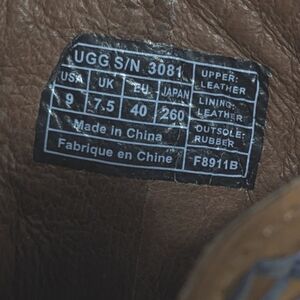 UGG S/N 3081
USA UK EU JAPAN
9 7.5 40 260
Made in China
Fabrique en Chine
UPPER:
LEATHER
LINING:
LEATHER
OUTSOLE:
RUBBER
F8911B